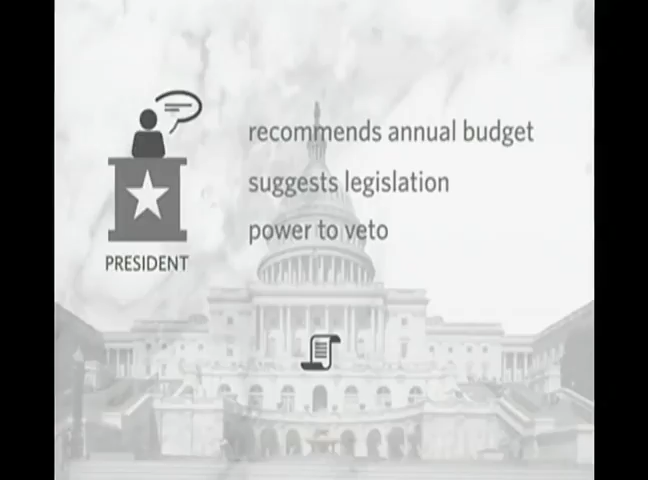 recommends annual budget
suggests legislation
power to veto
PRESIDENT